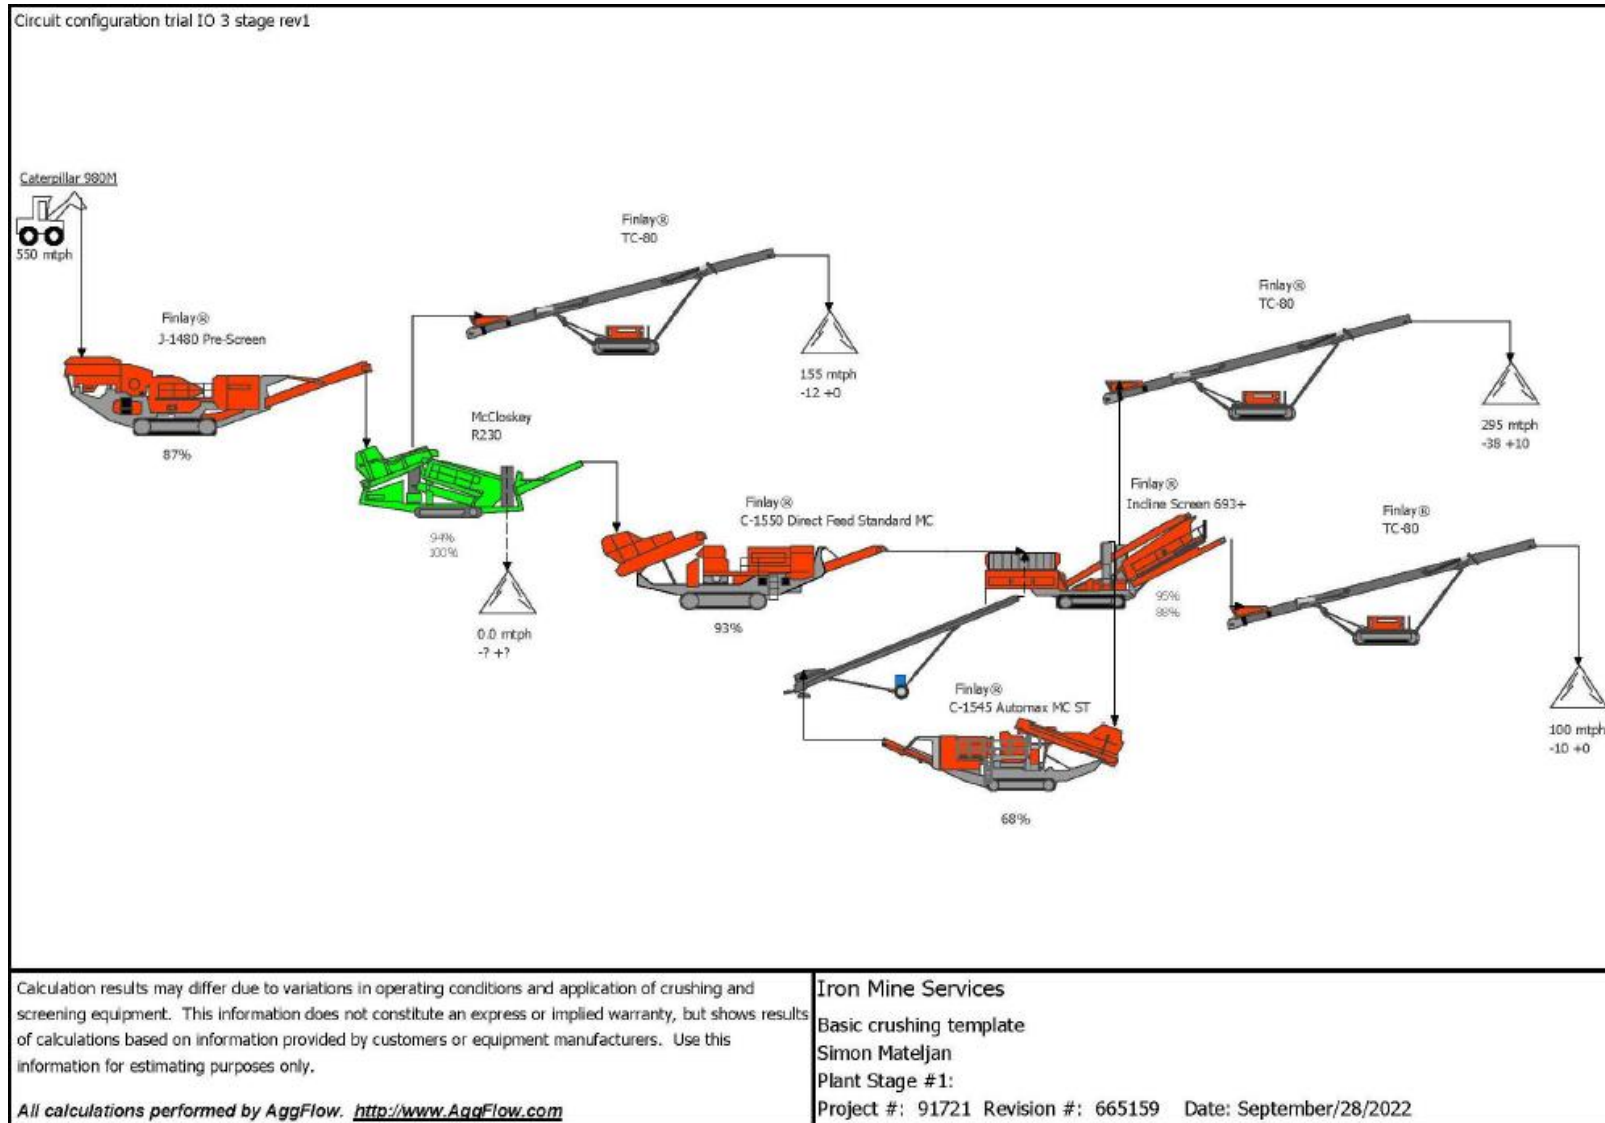 Circuit configuration trial IO 3 stage rev1
Caterpillar 980M
550 mtph
Finlay®
J-1480 Pre-Screen
87%
Finlay®
TC-80
155 mtph
-12 +0
McCloskey
R230
94%
100%
0.0 mtph
-? +?
Finlay®
C-1550 Direct Feed Standard MC
93%
Finlay®
TC-80
295 mtph
-38 +10
Finlay®
Incline Screen 693+
95%
88%
Finlay®
TC-80
100 mtph
-10 +0
Finlay®
C-1545 Automax MC ST
68%
Calculation results may differ due to variations in operating conditions and application of crushing and
screening equipment. This information does not constitute an express or implied warranty, but shows results
of calculations based on information provided by customers or equipment manufacturers. Use this
information for estimating purposes only.
All calculations performed by AggFlow. http://www.AggFlow.com
Iron Mine Services
Basic crushing template
Simon Mateljan
Plant Stage #1:
Project #: 91721 Revision #: 665159 Date: September/28/2022